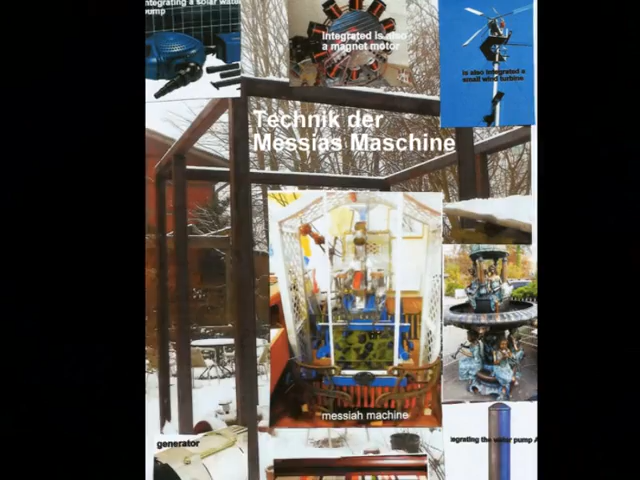 integrating a solar water
pump
integrated is also
a magnet motor
is also integrated a
small wind turbine
Technik der
Messias Maschine
messiah machine
generator
egrating the water pump A